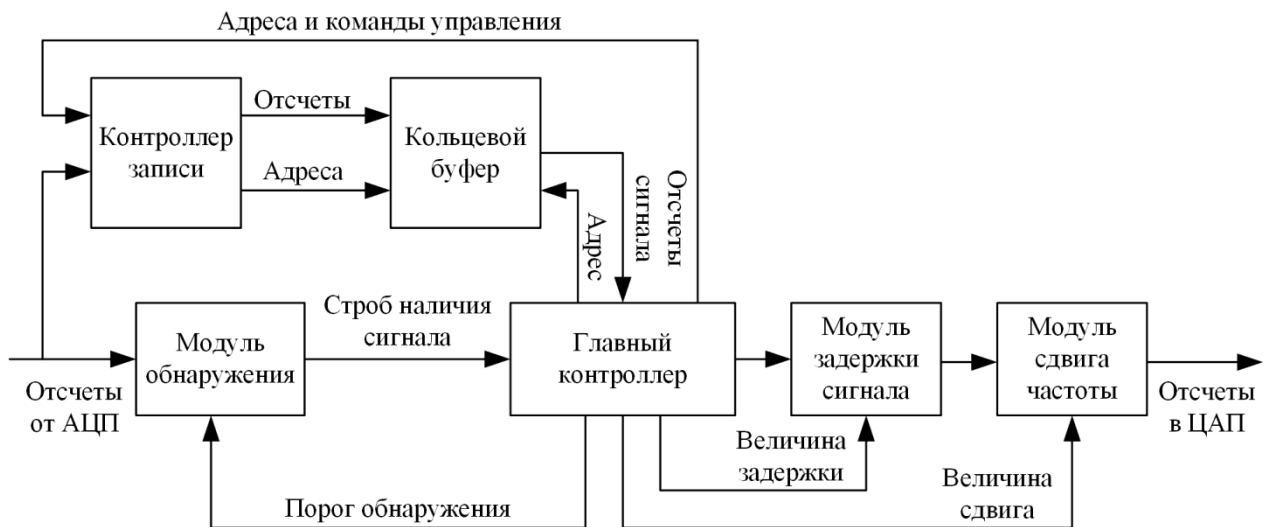 Адреса и команды управления
Контроллер
записи
Отсчеты
Адреса
Кольцевой
буфер
Отсчеты
сигнала
Адрес
Отсчеты
от АЦП
Модуль
обнаружения
Строб наличия
сигнала
Главный
контроллер
Модуль
задержки
сигнала
Модуль
сдвига
частоты
Отсчеты
в ЦАП
Порог обнаружения
Величина
задержки
Величина
сдвига